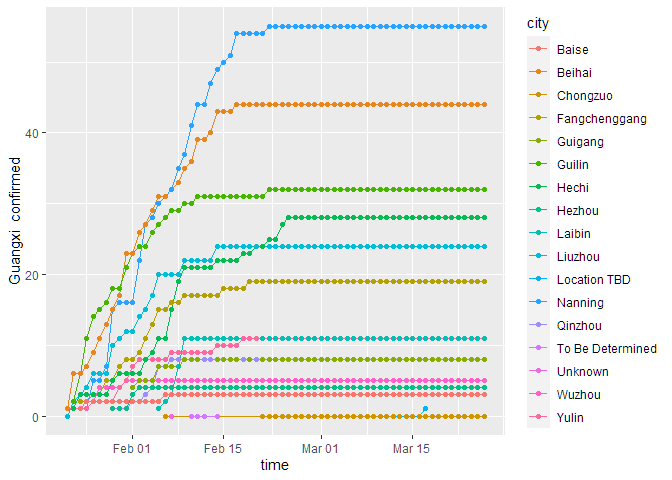 city
Baise
Beihai
Chongzuo
Fangchenggang
Guigang
Guilin
Hechi
Hezhou
Laibin
Liuzhou
Location TBD
Nanning
Qinzhou
To Be Determined
Unknown
Wuzhou
Yulin
Guangxi confirmed
40
20
0
Feb 01 Feb 15 Mar 01 Mar 15
time